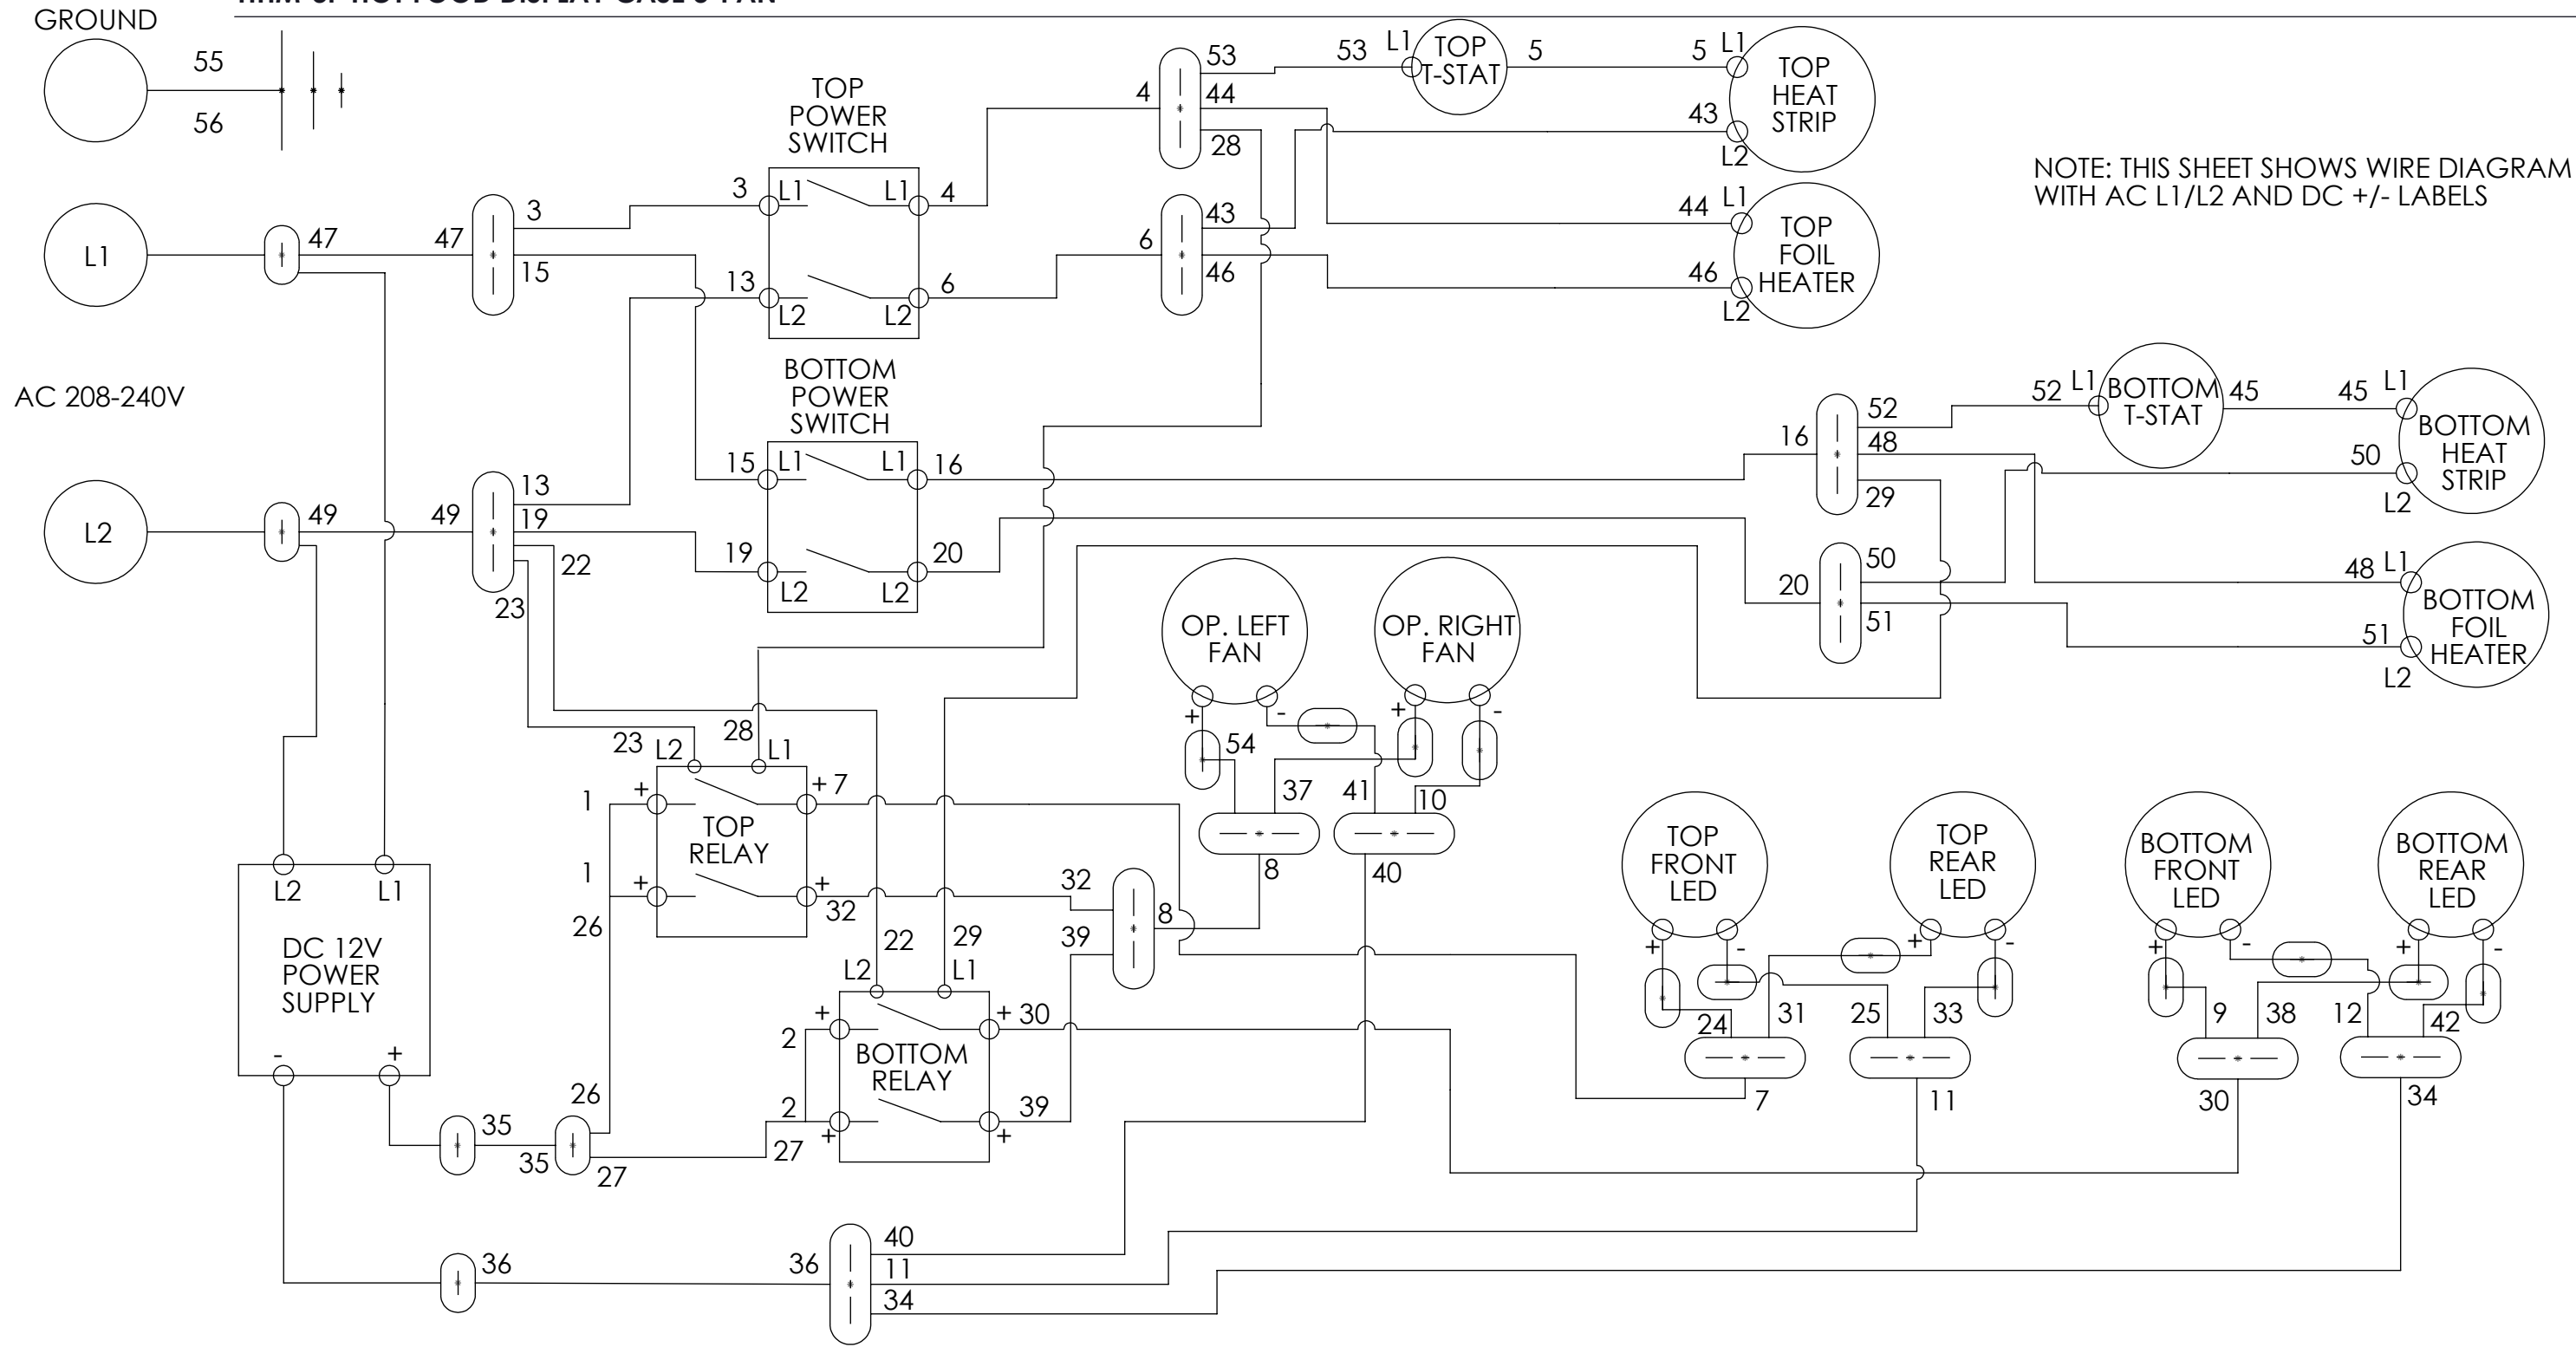 GROUND
55
56
L1
47
47
3
15
AC 208-240V
L2
49
49
13
19
22
23
TOP
POWER
SWITCH
3
L1
L1
4
13
L2
L2
6
BOTTOM
POWER
SWITCH
15
L1
L1
16
19
L2
L2
20
4
53
44
28
6
43
46
53
L1
TOP
T-STAT
5
5
L1
TOP
HEAT
STRIP
43
L2
44
L1
TOP
FOIL
HEATER
46
L2
NOTE: THIS SHEET SHOWS WIRE DIAGRAM
WITH AC L1/L2 AND DC +/- LABELS
16
52
48
29
20
50
51
52
L1
BOTTOM
T-STAT
45
45
L1
BOTTOM
HEAT
STRIP
50
L2
48
L1
BOTTOM
FOIL
HEATER
51
L2
OP. LEFT
FAN
+
-
54
OP. RIGHT
FAN
+
-
37
41
10
8
40
23
L2
28
L1
1
+
+
7
TOP
RELAY
1
+
+
32
26
22
29
L2
L1
2
+
+
30
BOTTOM
RELAY
2
+
+
39
27
32
39
8
L2
L1
DC 12V
POWER
SUPPLY
-
+
35
35
26
27
36
36
40
11
34
TOP
FRONT
LED
+
-
24
31
7
TOP
REAR
LED
+
-
25
33
11
BOTTOM
FRONT
LED
+
-
9
38
30
BOTTOM
REAR
LED
+
-
12
42
34